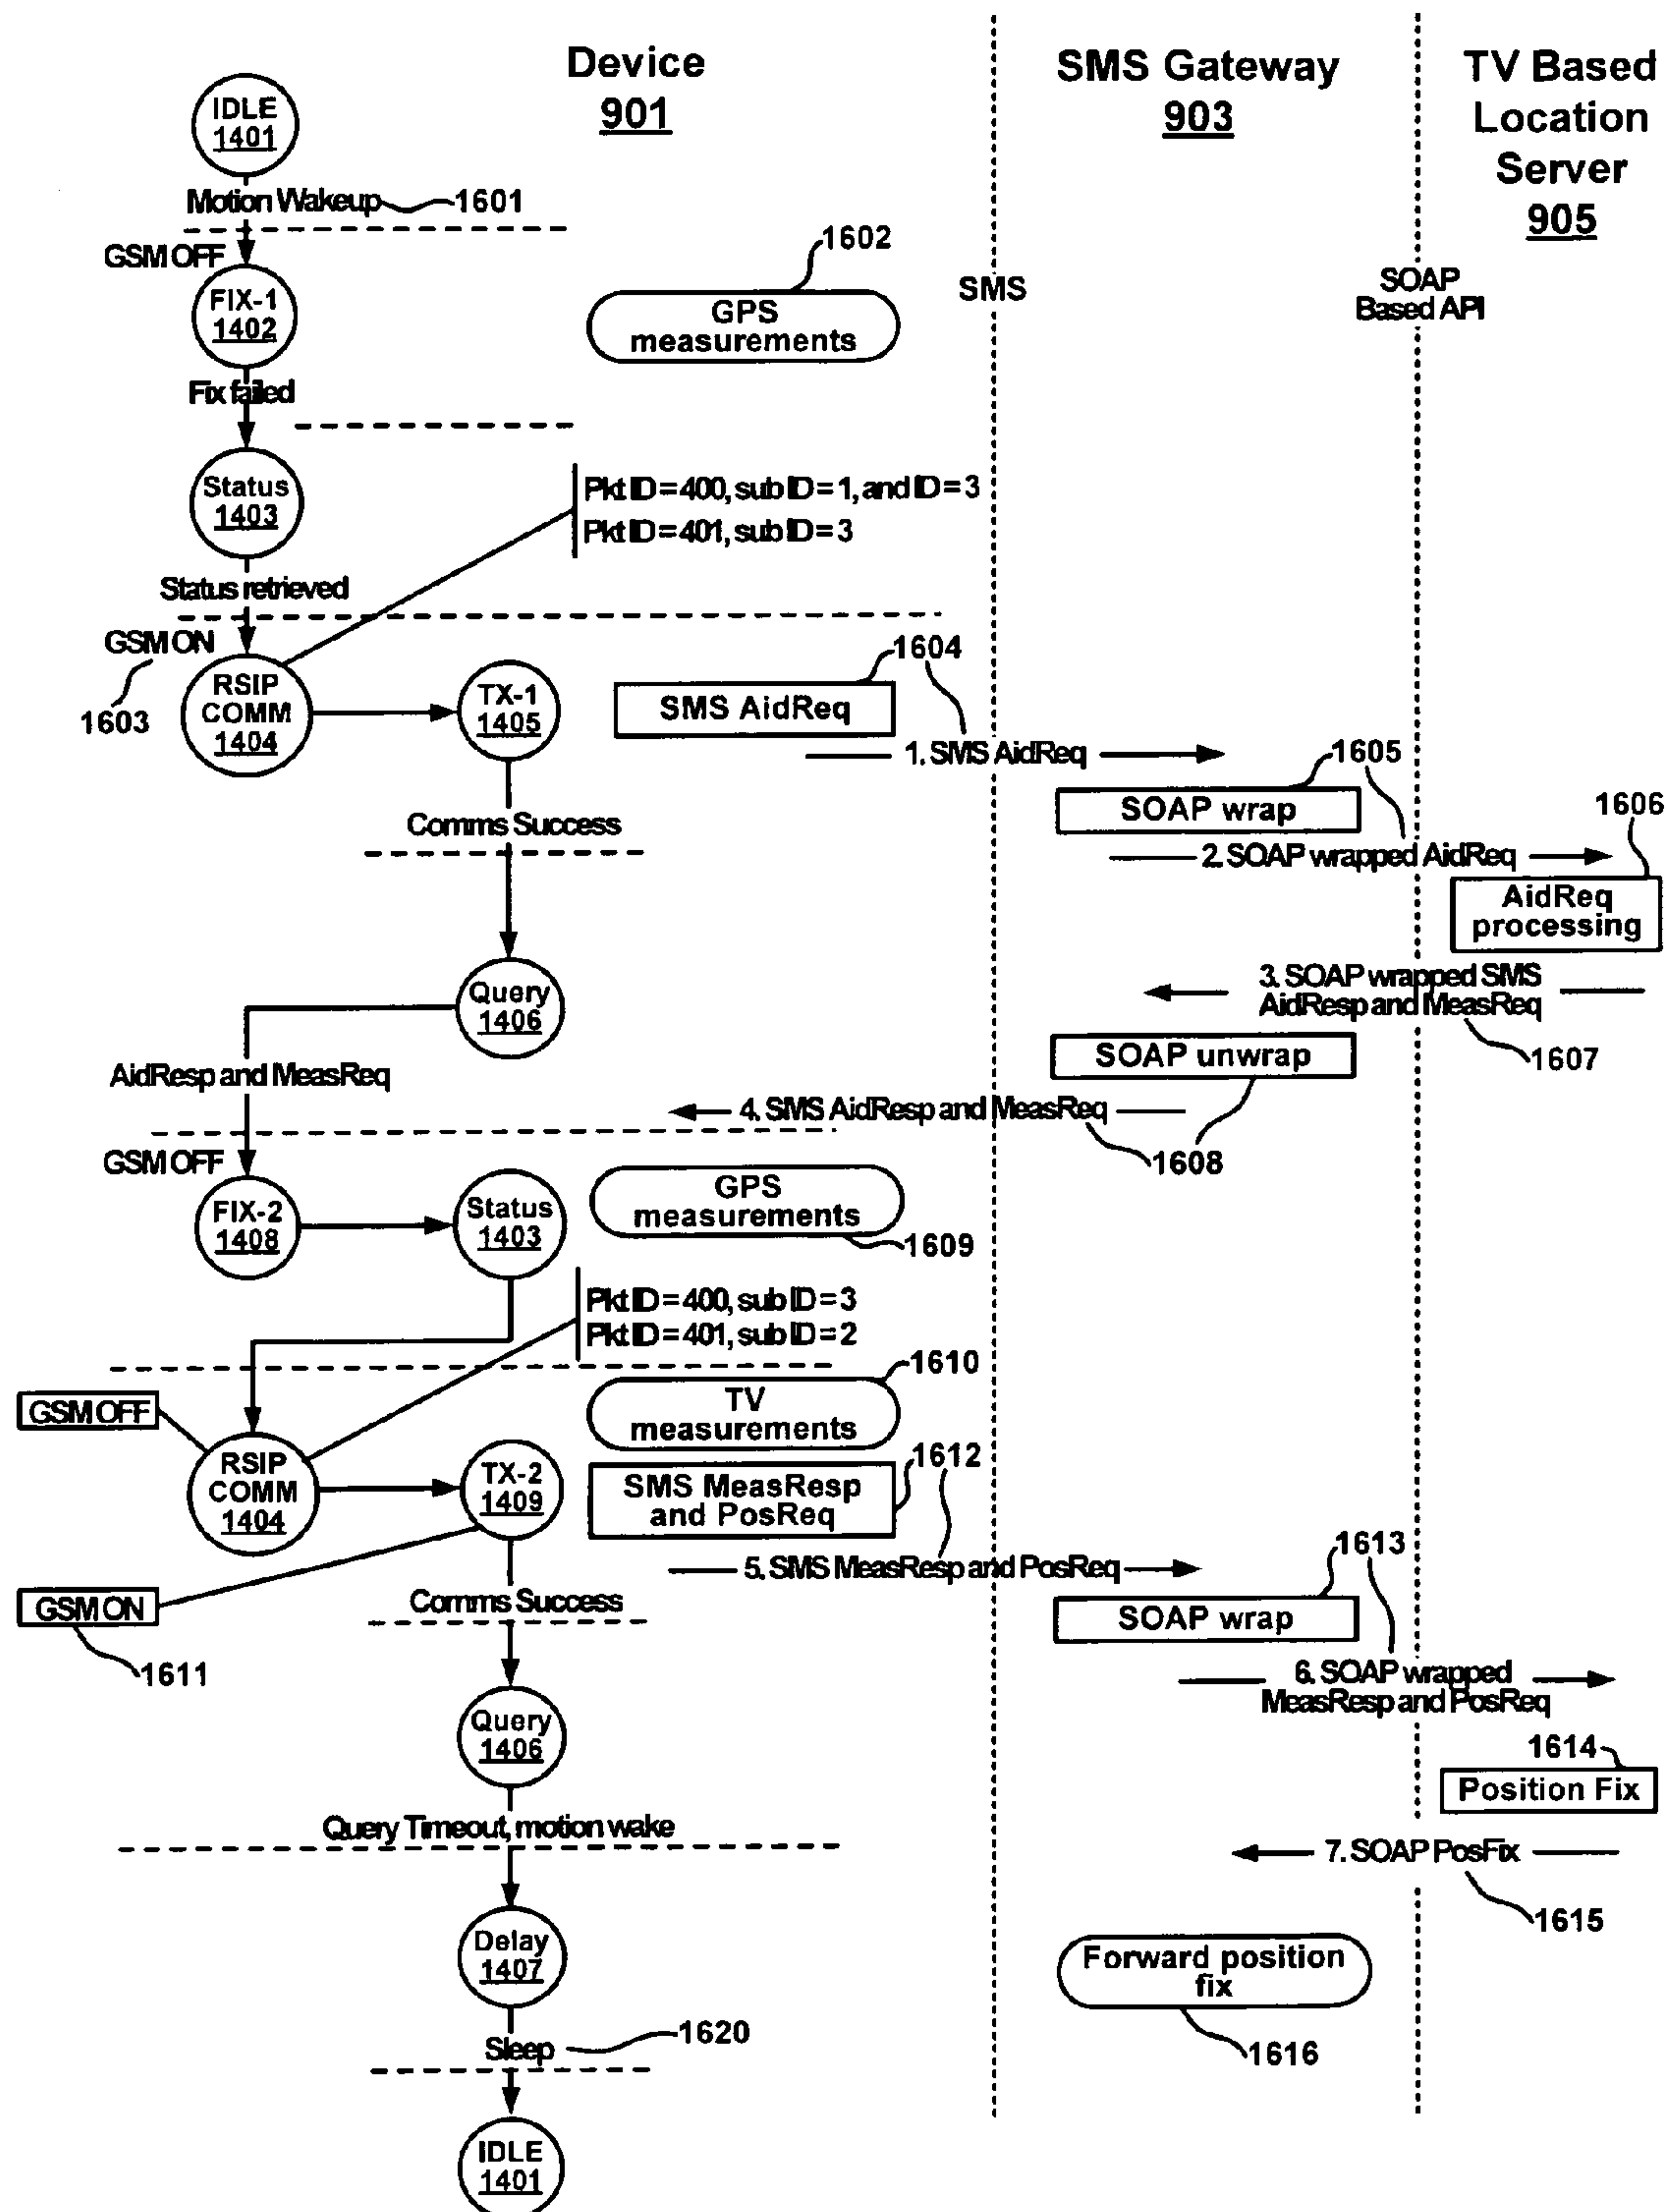 Device
901
SMS Gateway
903
TV Based
Location
Server
905
IDLE
1401
Motion Wakeup
1601
GSM OFF
FIX-1
1402
1602
GPS
measurements
SMS
SOAP
Based API
Fix failed
Status
1403
Pkt ID = 400, sub ID = 1, and ID = 3
Pkt ID = 401, sub ID = 3
Status retrieved
GSM ON
1603
RSIP
COMM
1404
TX-1
1405
1604
SMS AidReq
1. SMS AidReq
1605
SOAP wrap
1606
2. SOAP wrapped AidReq
Comms Success
AidReq
processing
3. SOAP wrapped SMS
AidResp and MeasReq
1607
Query
1406
SOAP unwrap
AidResp and MeasReq
4. SMS AidResp and MeasReq
1608
GSM OFF
FIX-2
1408
Status
1403
GPS
measurements
1609
Pkt ID = 400, sub ID = 3
Pkt ID = 401, sub ID = 2
1610
TV
measurements
GSM OFF
RSIP
COMM
1404
TX-2
1409
1612
SMS MeasResp
and PosReq
5. SMS MeasResp and PosReq
1613
SOAP wrap
GSM ON
1611
Comms Success
6. SOAP wrapped
MeasResp and PosReq
Query
1406
1614
Position Fix
Query Timeout, motion wake
7. SOAP PosFix
1615
Delay
1407
Forward position
fix
1616
Sleep
1620
IDLE
1401